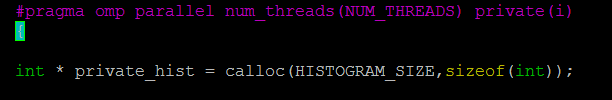 #pragma omp parallel num_threads(NUM_THREADS) private(i)
{
int * private_hist = calloc(HISTOGRAM_SIZE,sizeof(int));